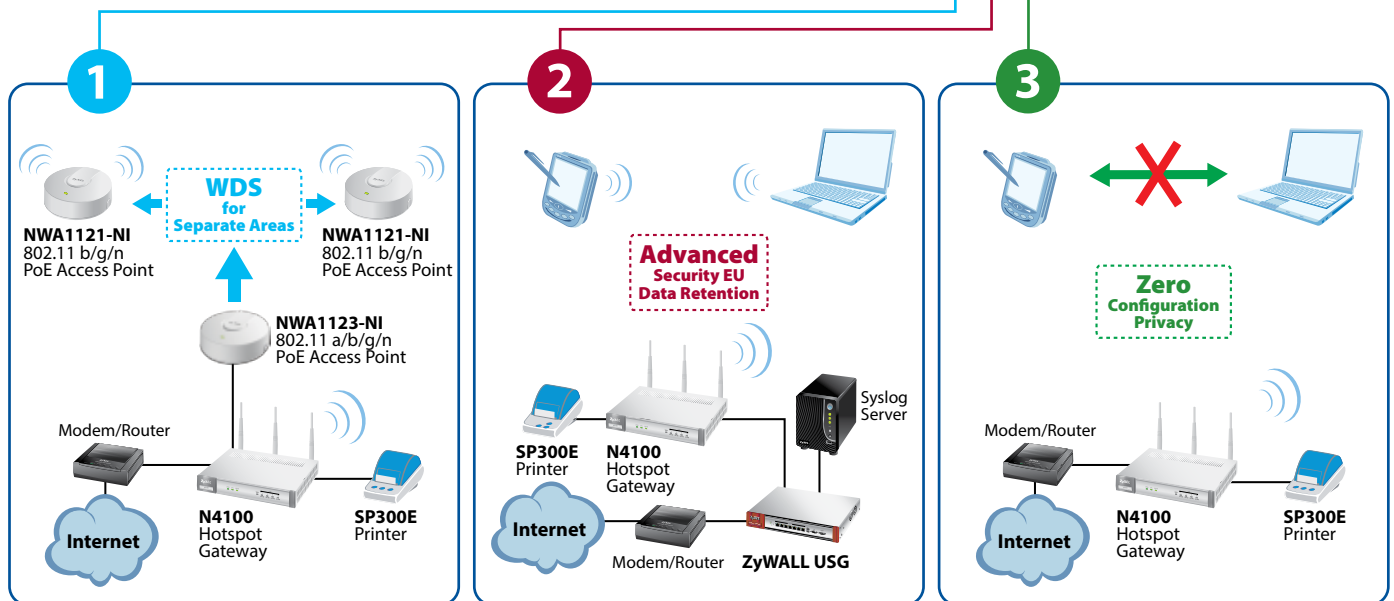 1
WDS
for
Separate Areas
NWA1121-NI
802.11 b/g/n
PoE Access Point
NWA1121-NI
802.11 b/g/n
PoE Access Point
NWA1123-NI
802.11 a/b/g/n
PoE Access Point
Modem/Router
Internet
N4100
Hotspot
Gateway
SP300E
Printer
2
Advanced
Security EU
Data Retention
Syslog
Server
SP300E
Printer
N4100
Hotspot
Gateway
Internet
Modem/Router
ZyWALL USG
3
Zero
Configuration
Privacy
Modem/Router
Internet
N4100
Hotspot
Gateway
SP300E
Printer